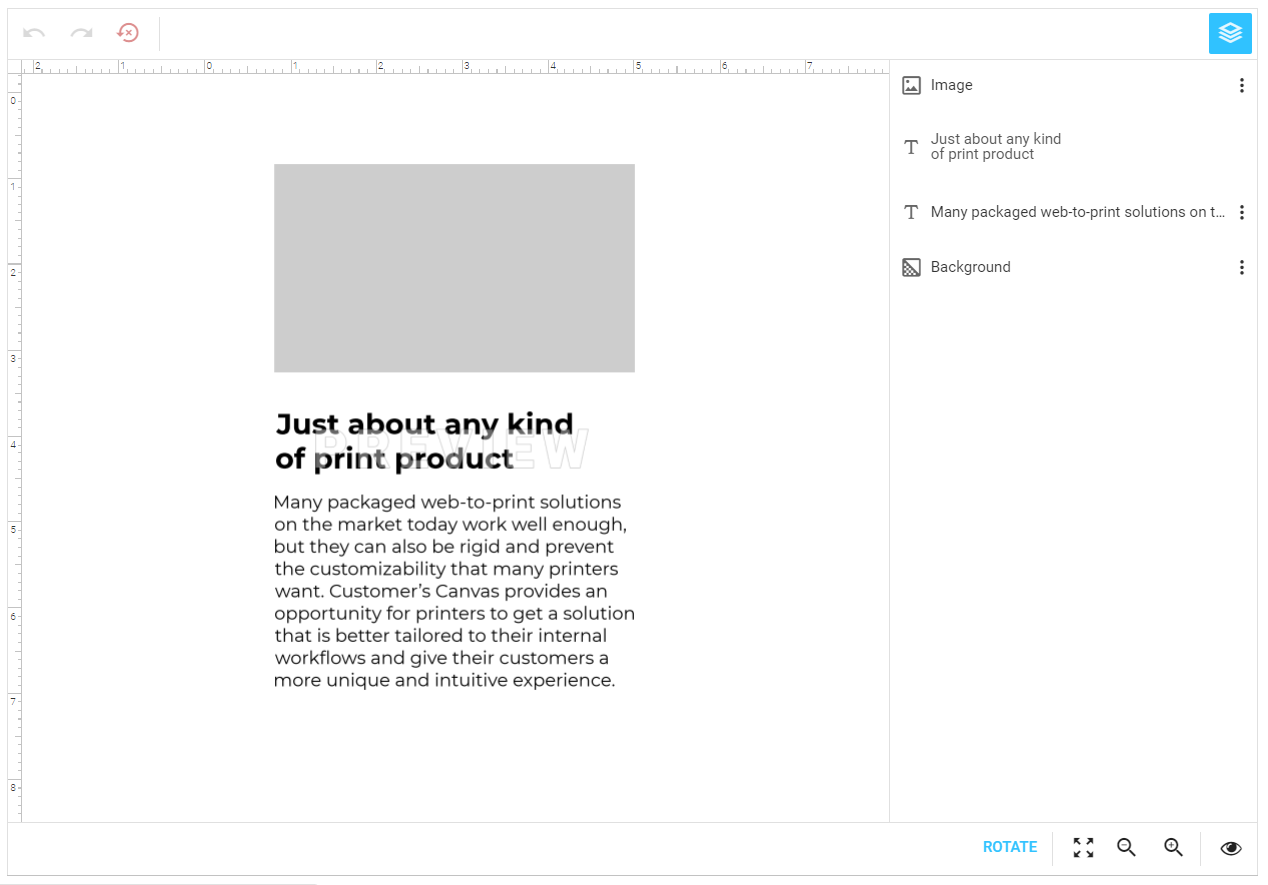 2 1 0 1 2 3 4 5 6 7
0
1
2
3
4
5
6
7
8
Just about any kind
of print product
PREVIEW
Many packaged web-to-print solutions
on the market today work well enough,
but they can also be rigid and prevent
the customizability that many printers
want. Customer’s Canvas provides an
opportunity for printers to get a solution
that is better tailored to their internal
workflows and give their customers a
more unique and intuitive experience.
Image
Just about any kind
of print product
Many packaged web-to-print solutions on t...
Background
ROTATE